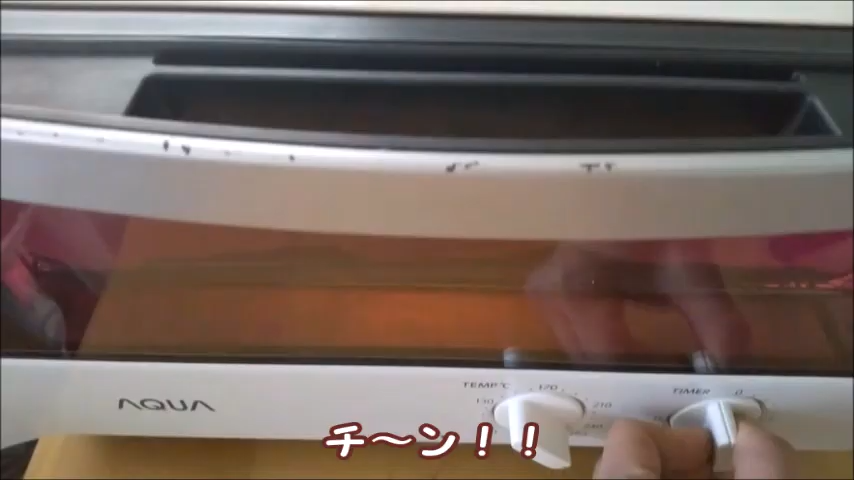 TEMP℃
130
170
210
TIMER
0
AQUA
チ〜ン！！